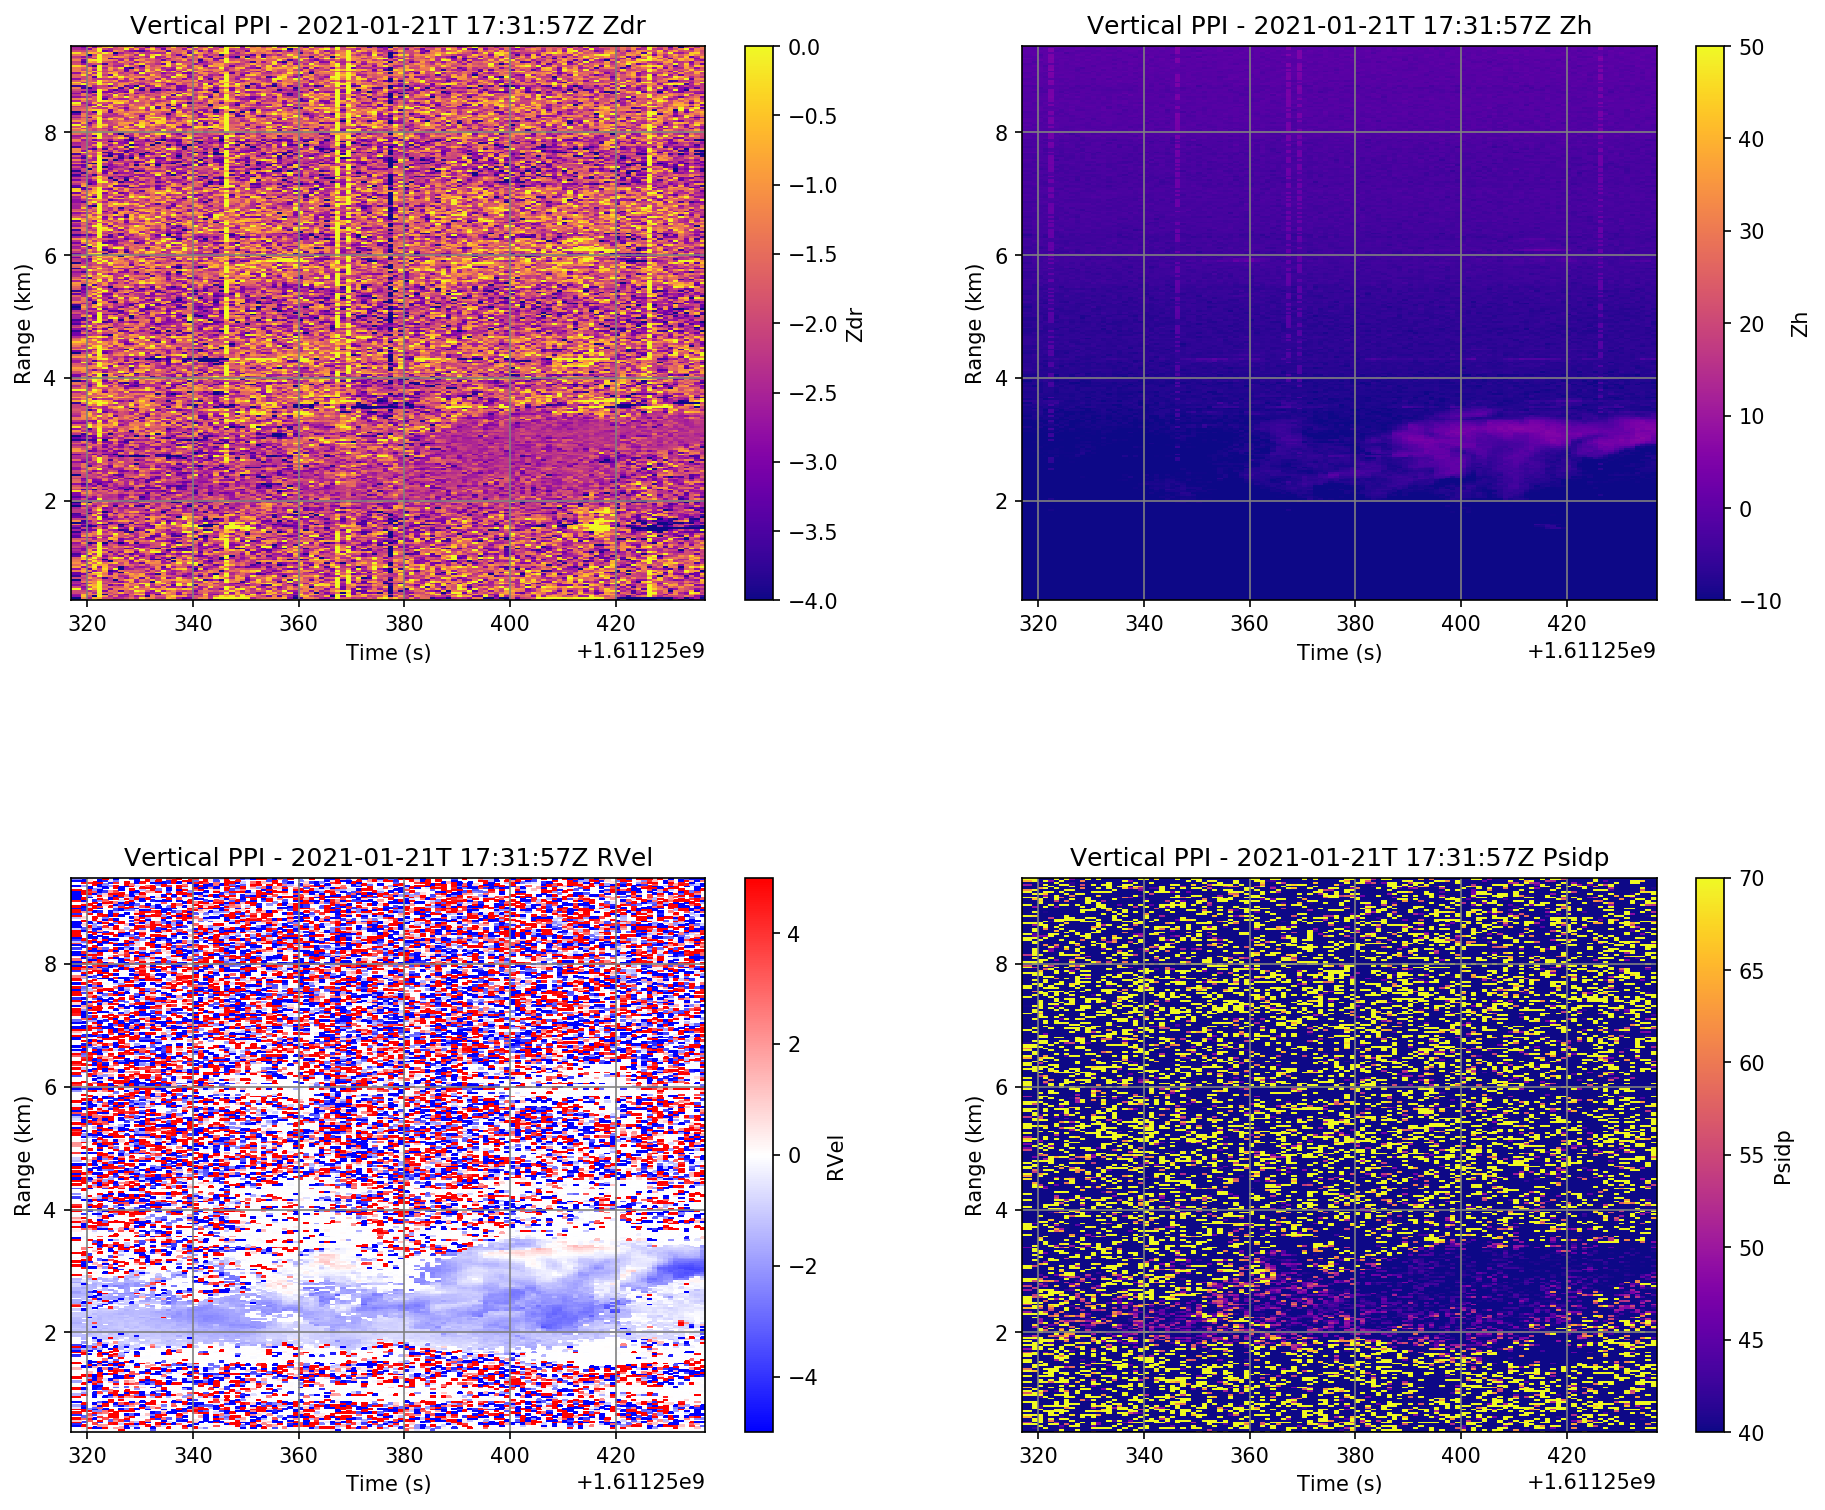 Vertical PPI - 2021-01-21T 17:31:57Z Zdr
Range (km)
8
6
4
2
320 340 360 380 400 420
Time (s)
+1.61125e9
0.0
−0.5
−1.0
−1.5
−2.0
−2.5
−3.0
−3.5
−4.0
Zdr
Vertical PPI - 2021-01-21T 17:31:57Z Zh
Range (km)
8
6
4
2
320 340 360 380 400 420
Time (s)
+1.61125e9
50
40
30
20
10
0
−10
Zh
Vertical PPI - 2021-01-21T 17:31:57Z RVel
Range (km)
8
6
4
2
320 340 360 380 400 420
Time (s)
+1.61125e9
4
2
0
−2
−4
RVel
Vertical PPI - 2021-01-21T 17:31:57Z Psidp
Range (km)
8
6
4
2
320 340 360 380 400 420
Time (s)
+1.61125e9
70
65
60
55
50
45
40
Psidp